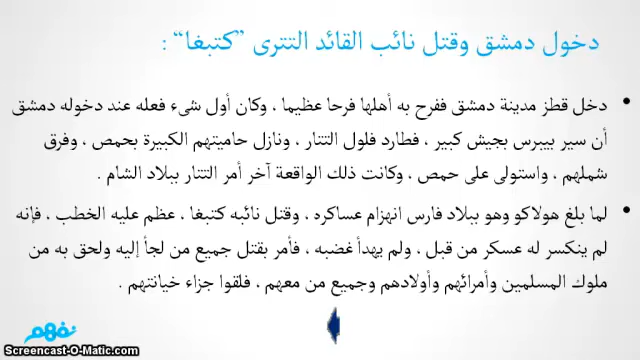 دخول دمشق وقتل نائب القائد التترى "كتبغا" :
دخل قطز مدينة دمشق ففرح به أهلها فرحا عظيما ، وكان أول شىء فعله عند دخوله دمشق
أن سير بيبرس بجيش كبير ، فطارد فلول التتار ، ونازل حاميتهم الكبيرة بحمص ، وفرق
شملهم ، واستولى على حمص ، وكانت ذلك الواقعة آخر أمر التتار ببلاد الشام .
لما بلغ هولاكو وهو ببلاد فارس انهزام عساكره ، وقتل نائبه كتبغا ، عظم عليه الخطب ، فإنه
لم ينكسر له عسكر من قبل ، ولم يهدأ غضبه ، فأمر بقتل جميع من لجأ إليه ولحق به من
ملوك المسلمين وأمرائهم وأولادهم وجميع من معهم ، فلقوا جزاء خيانتهم .
نفهم
Screencast-O-Matic.com